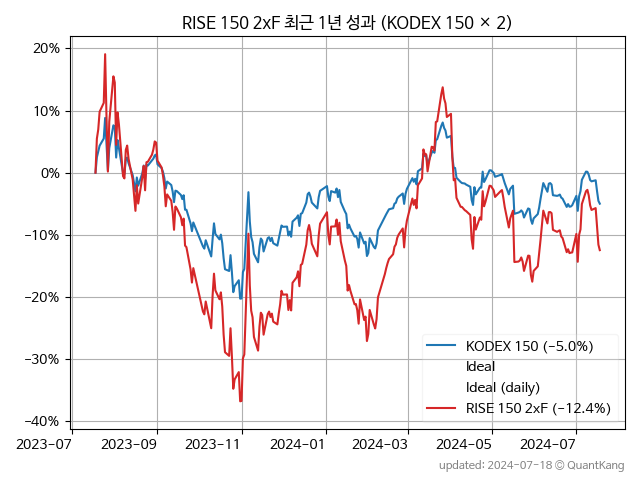 RISE 150 2xF 최근 1년 성과 (KODEX 150 × 2)
20%
10%
0%
−10%
−20%
−30%
−40%
KODEX 150 (−5.0%)
Ideal
Ideal (daily)
RISE 150 2xF (−12.4%)
2023-07 2023-09 2023-11 2024-01 2024-03 2024-05 2024-07
updated: 2024-07-18 © QuantKang